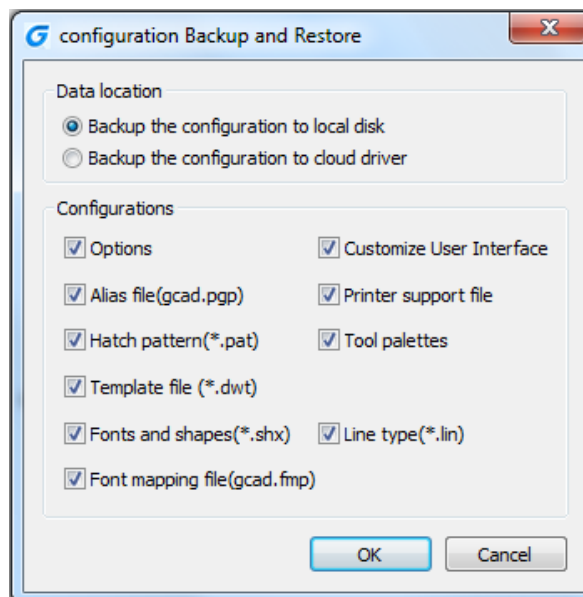 configuration Backup and Restore
Data location
Backup the configuration to local disk
Backup the configuration to cloud driver
Configurations
Options
Customize User Interface
Alias file(gcad.pgp)
Printer support file
Hatch pattern(*.pat)
Tool palettes
Template file (*.dwt)
Fonts and shapes(*.shx)
Line type(*.lin)
Font mapping file(gcad.fmp)
OK
Cancel